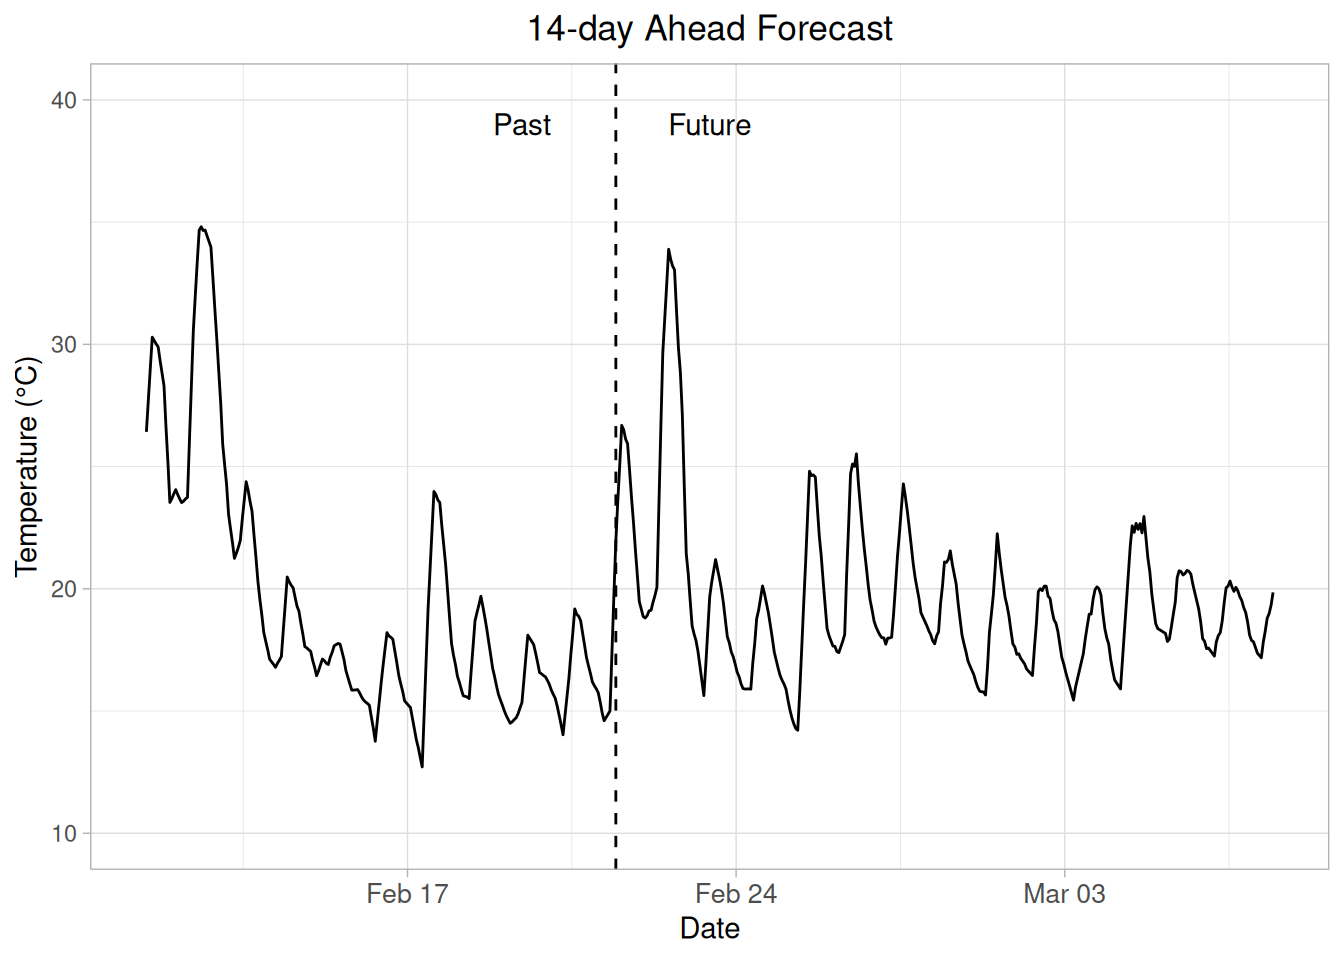 14-day Ahead Forecast
40
Past
Future
30
20
10
Temperature (°C)
Feb 17
Feb 24
Mar 03
Date